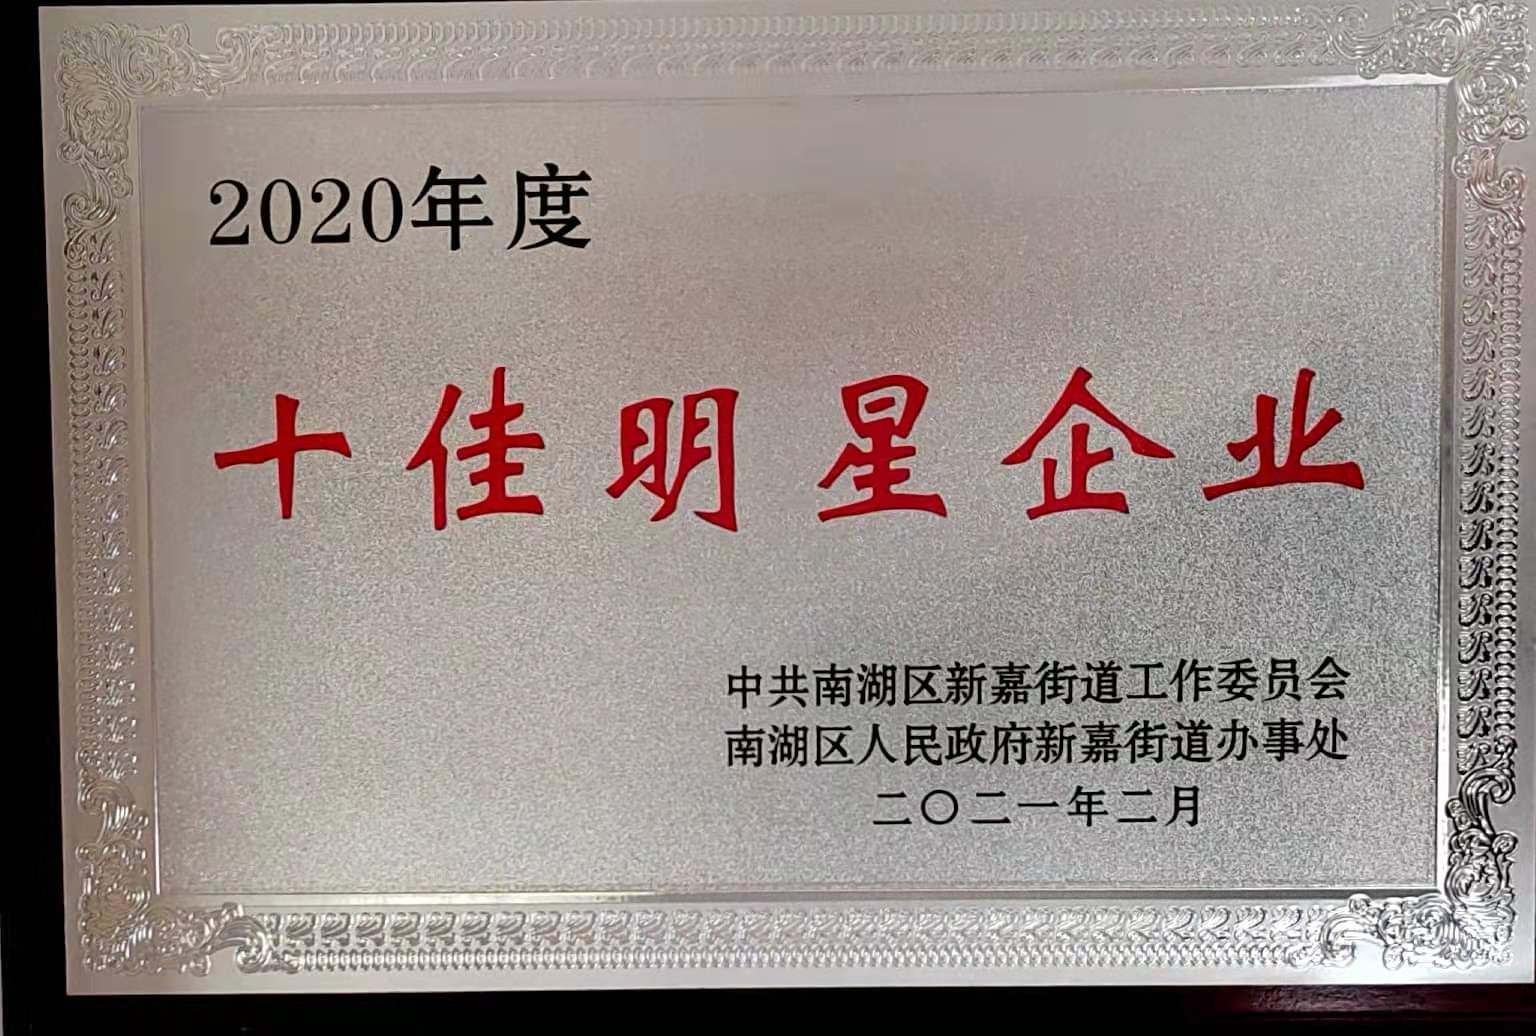 2020年度
十佳明星企业
中共南湖区新嘉街道工作委员会
南湖区人民政府新嘉街道办事处
二〇二一年二月